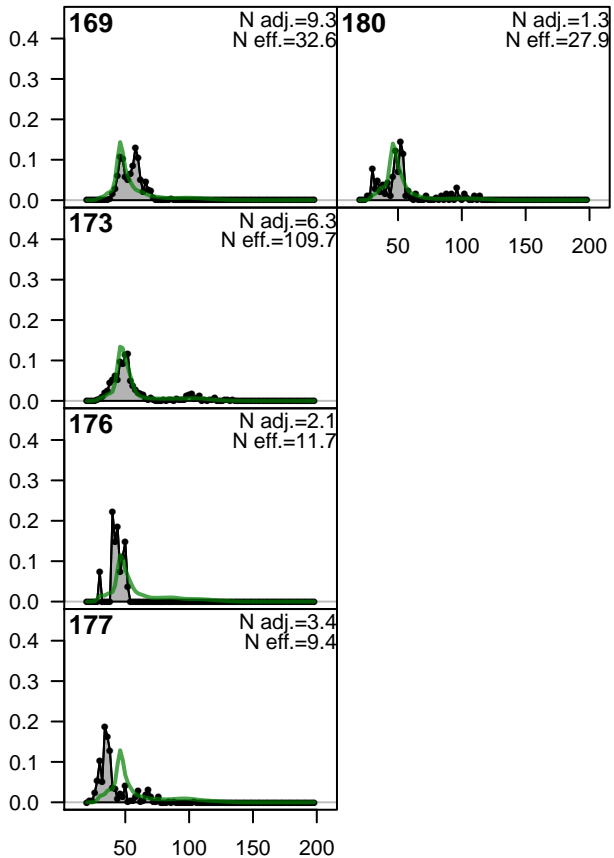 169
N adj.=9.3
N eff.=32.6
180
N adj.=1.3
N eff.=27.9
0.4
0.3
0.2
0.1
0.0
173
N adj.=6.3
N eff.=109.7
50 100 150 200
0.4
0.3
0.2
0.1
0.0
176
N adj.=2.1
N eff.=11.7
0.4
0.3
0.2
0.1
0.0
177
N adj.=3.4
N eff.=9.4
0.4
0.3
0.2
0.1
0.0
50 100 150 200